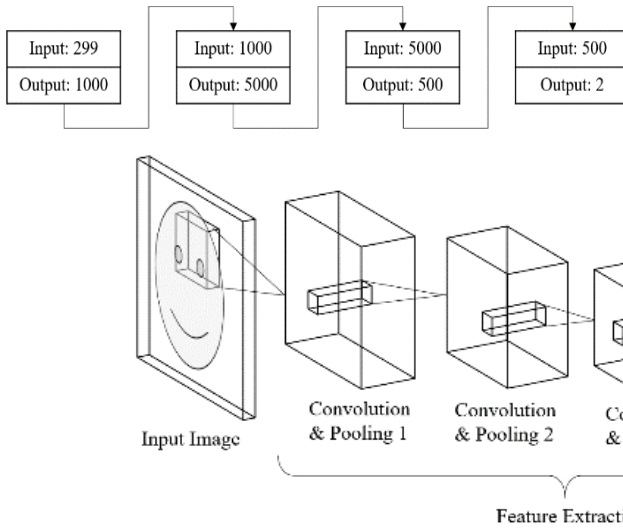 Input: 299
Output: 1000
Input: 1000
Output: 5000
Input: 5000
Output: 500
Input: 500
Output: 2
Input Image
Convolution
& Pooling 1
Convolution
& Pooling 2
&
Feature